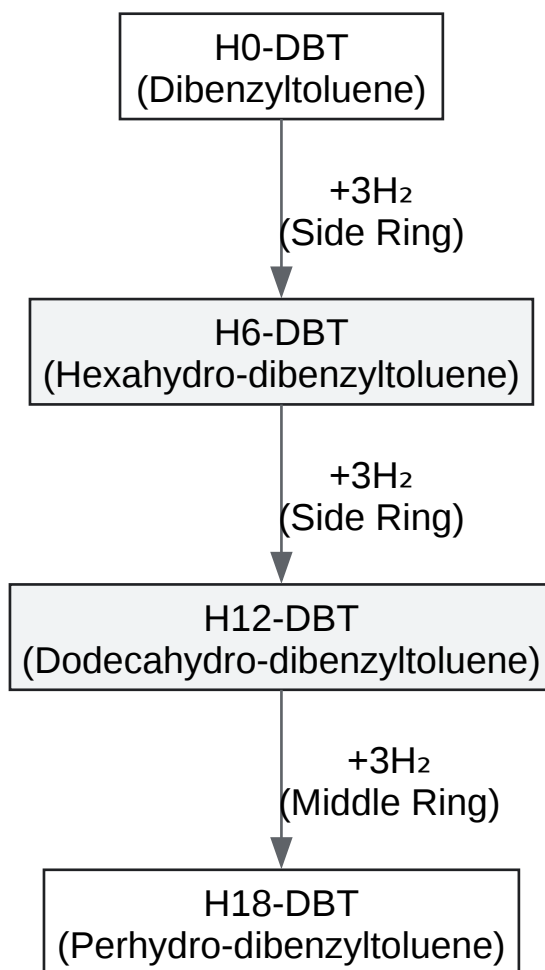 H0-DBT
(Dibenzyltoluene)
+3H₂
(Side Ring)
H6-DBT
(Hexahydro-dibenzyltoluene)
+3H₂
(Side Ring)
H12-DBT
(Dodecahydro-dibenzyltoluene)
+3H₂
(Middle Ring)
H18-DBT
(Perhydro-dibenzyltoluene)